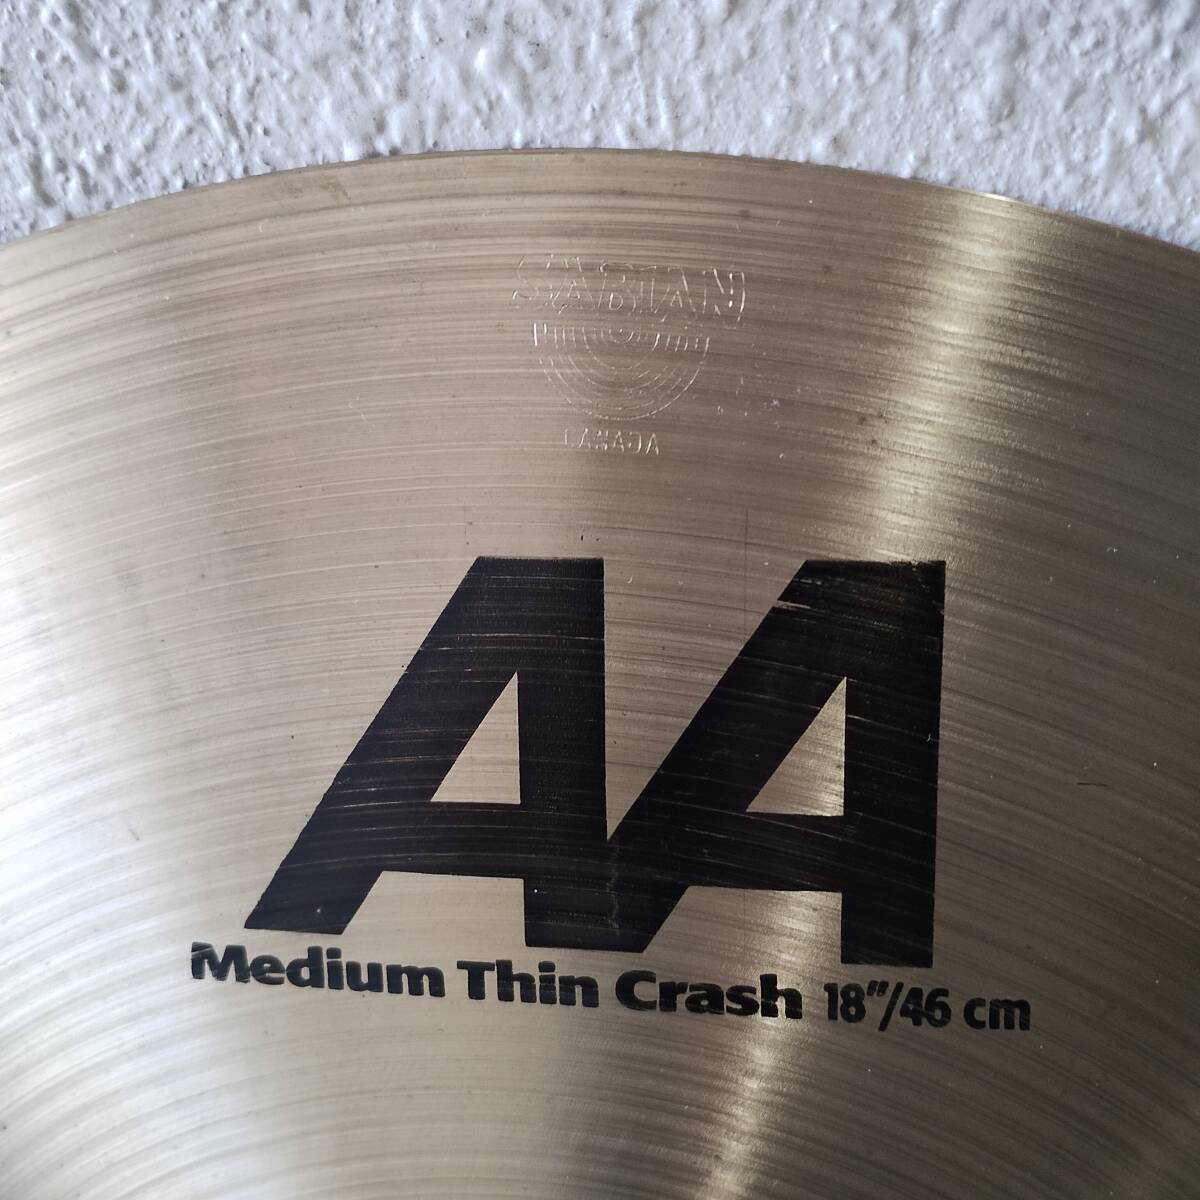 SABIAN
CANADA
AA
Medium Thin Crash 18"/46 cm